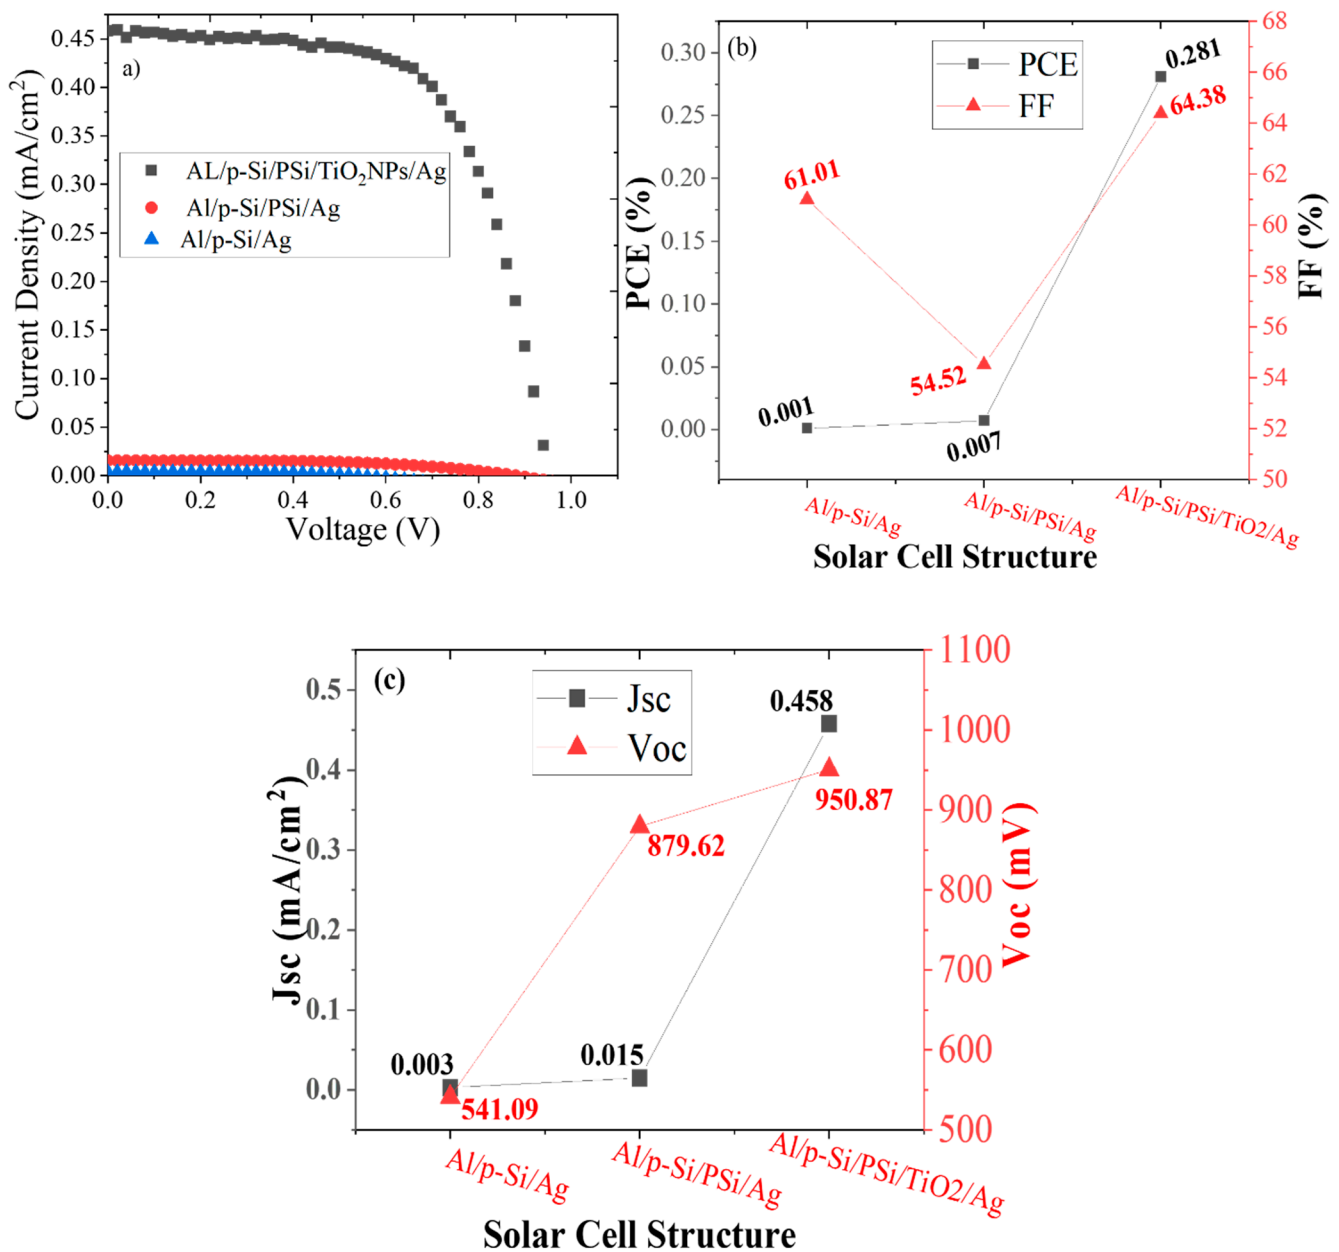 a)
Current Density (mA/cm²)
0.45
0.40
0.35
0.30
0.25
0.20
0.15
0.10
0.05
0.00
AL/p-Si/PSi/TiO₂NPs/Ag
Al/p-Si/PSi/Ag
Al/p-Si/Ag
0.0 0.2 0.4 0.6 0.8 1.0
Voltage (V)
(b)
PCE (%)
0.30
0.25
0.20
0.15
0.10
0.05
0.00
PCE
FF
0.281
64.38
61.01
54.52
0.001
0.007
68
66
64
62
60
58
56
54
52
50
FF (%)
Al/p-Si/Ag
Al/p-Si/PSi/Ag
Al/p-Si/PSi/TiO2/Ag
Solar Cell Structure
(c)
Jsc (mA/cm²)
0.5
0.4
0.3
0.2
0.1
0.0
Jsc
Voc
0.458
950.87
879.62
0.003
0.015
541.09
1100
1000
900
800
700
600
500
Voc (mV)
Al/p-Si/Ag
Al/p-Si/PSi/Ag
Al/p-Si/PSi/TiO2/Ag
Solar Cell Structure